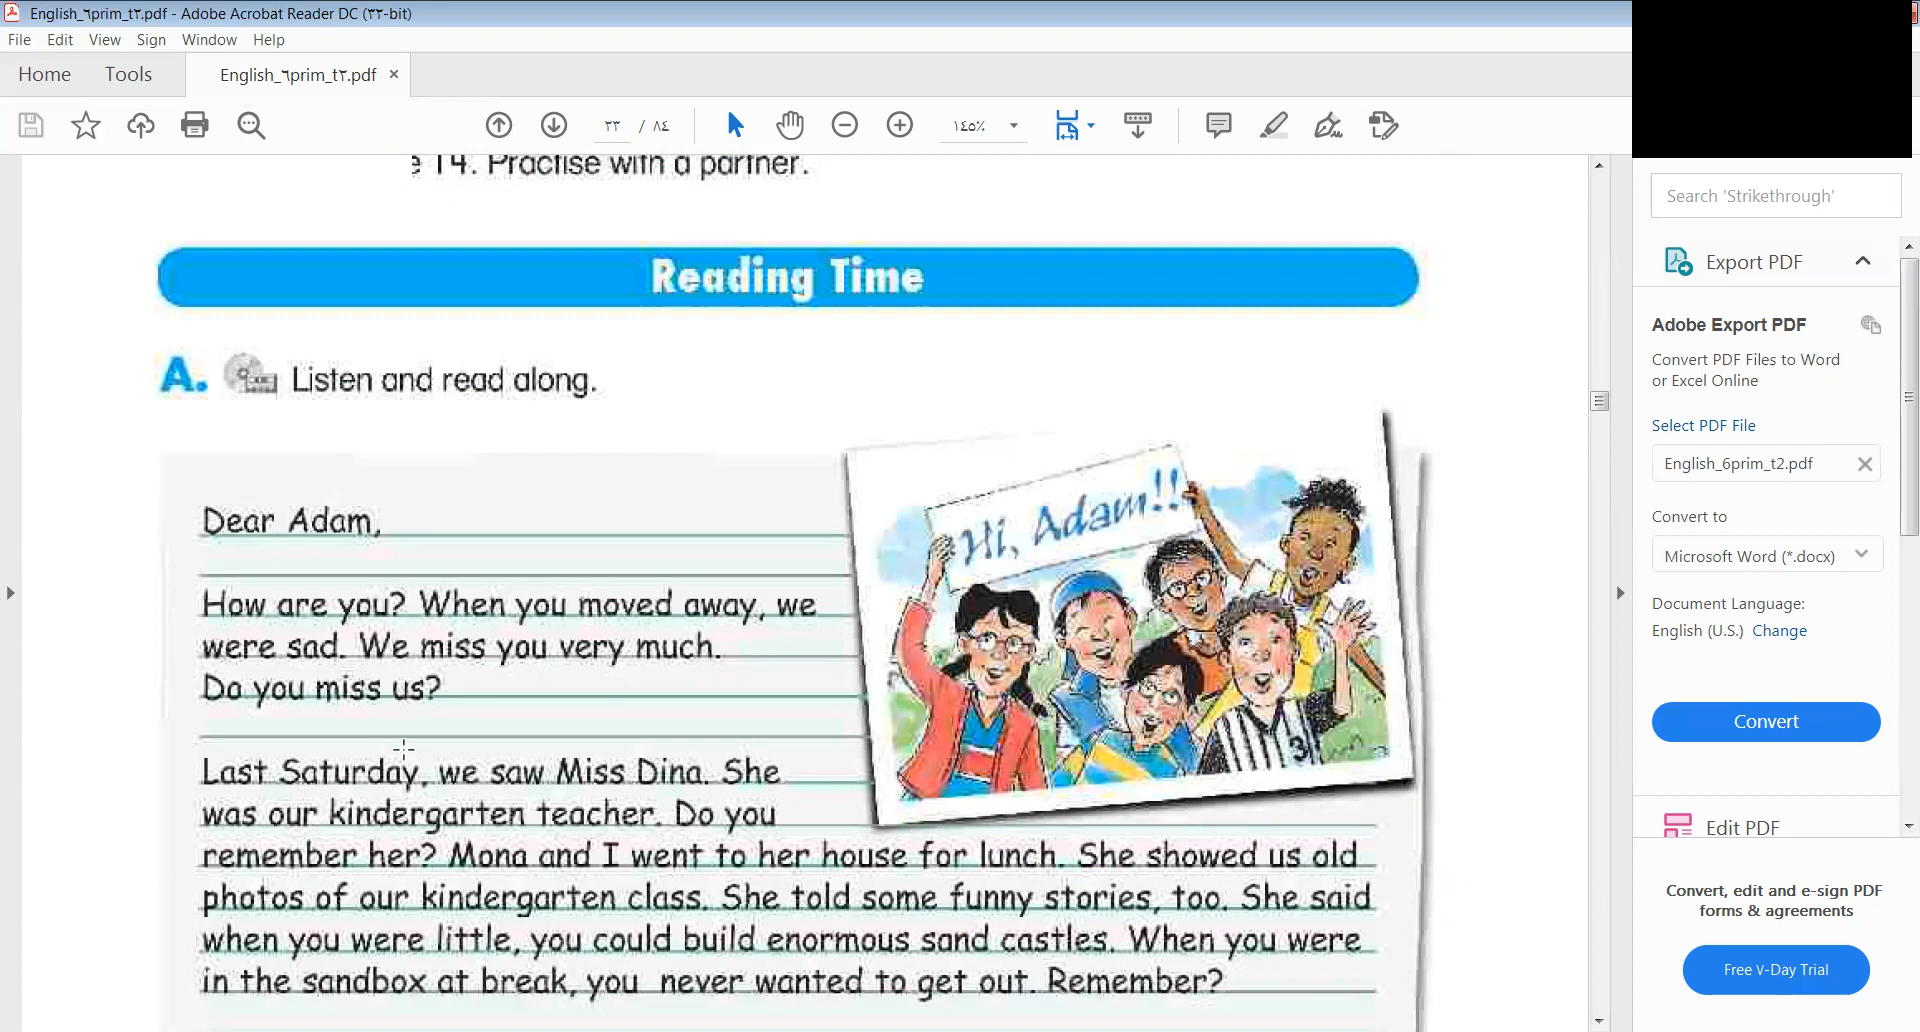 English_٦prim_t٢.pdf - Adobe Acrobat Reader DC (٣٢-bit)
File Edit View Sign Window Help
Home Tools English_٦prim_t٢.pdf ×
٢٣ / ٨٤ ١٤٥٪
14. Practise with a partner.
Reading Time
A. Listen and read along.
Hi, Adam!!
Dear Adam,
How are you? When you moved away, we
were sad. We miss you very much.
Do you miss us?
3
Last Saturday, we saw Miss Dina. She
was our kindergarten teacher. Do you
remember her? Mona and I went to her house for lunch. She showed us old
photos of our kindergarten class. She told some funny stories, too. She said
when you were little, you could build enormous sand castles. When you were
in the sandbox at break, you never wanted to get out. Remember?
Search 'Strikethrough'
Export PDF
Adobe Export PDF
Convert PDF Files to Word
or Excel Online
Select PDF File
English_6prim_t2.pdf
Convert to
Microsoft Word (*.docx)
Document Language:
English (U.S.) Change
Convert
Edit PDF
Convert, edit and e-sign PDF
forms & agreements
Free V-Day Trial